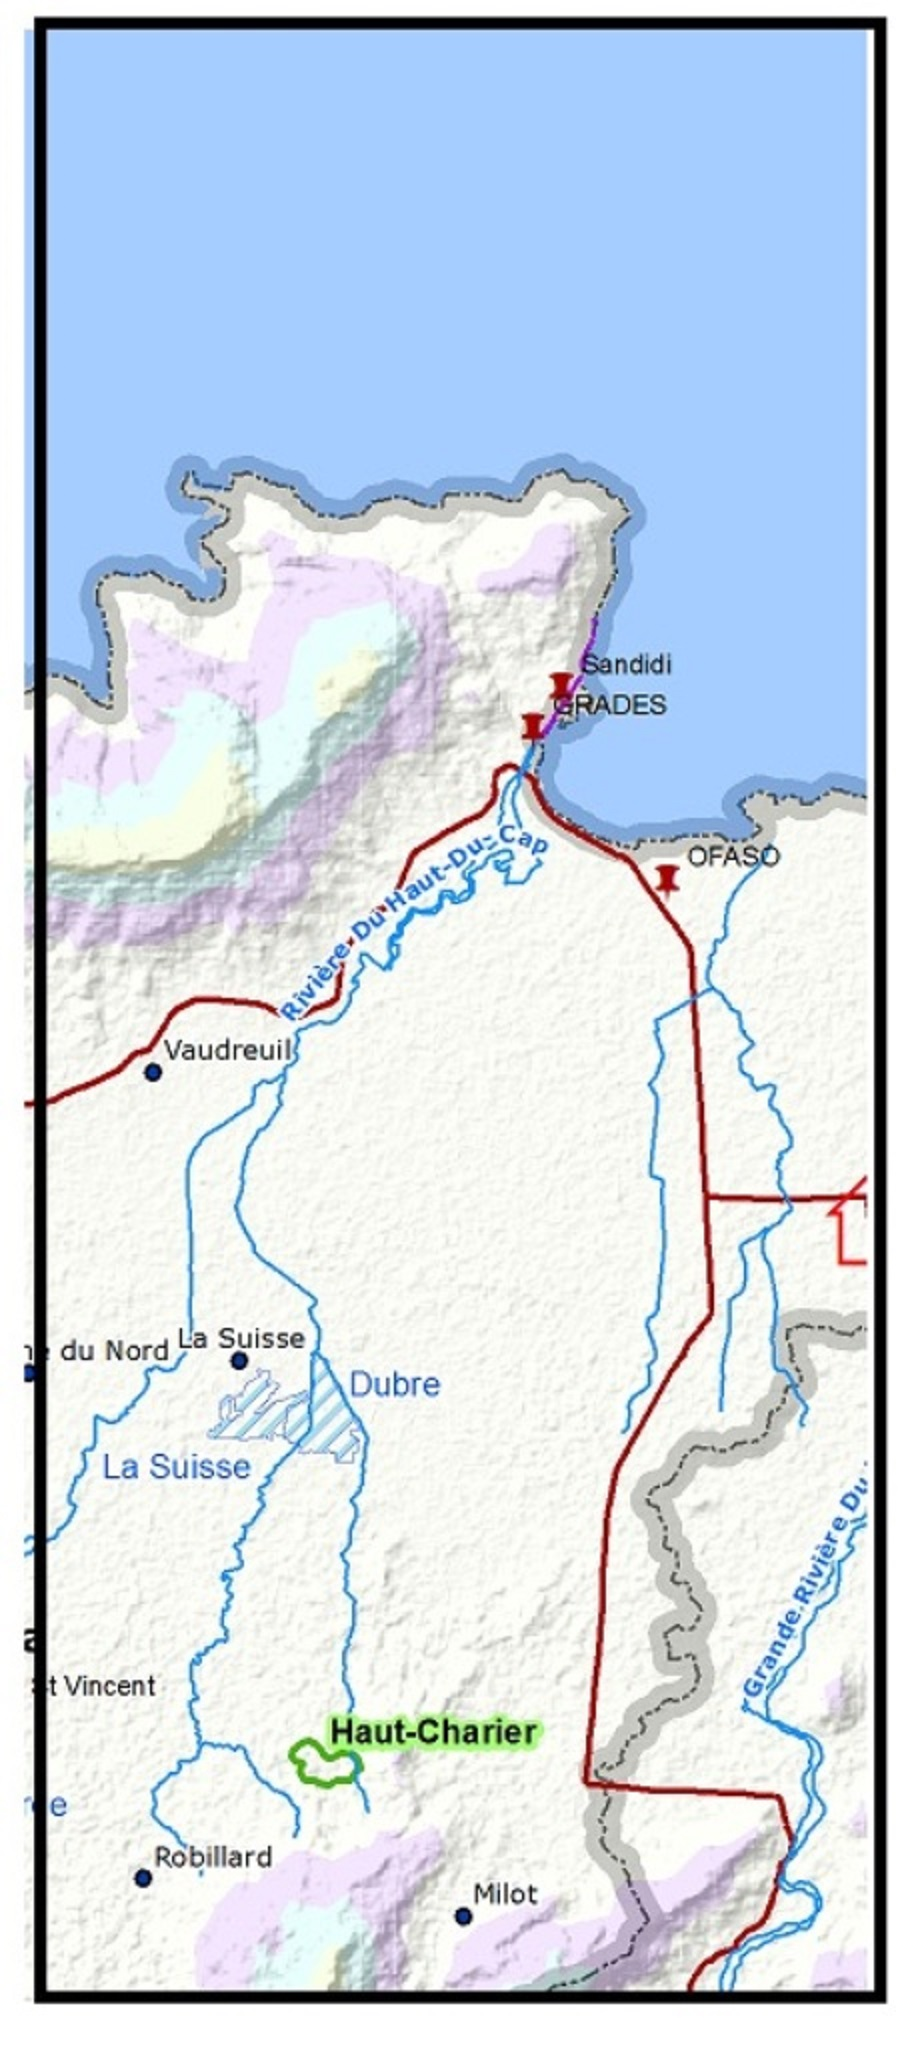 Sandidi
GRADES
Rivière Du Haut-Du-Cap
OFASO
Vaudreuil
du Nord
La Suisse
Dubre
La Suisse
Grande Rivière Du
Vincent
Haut-Charier
Robillard
Milot